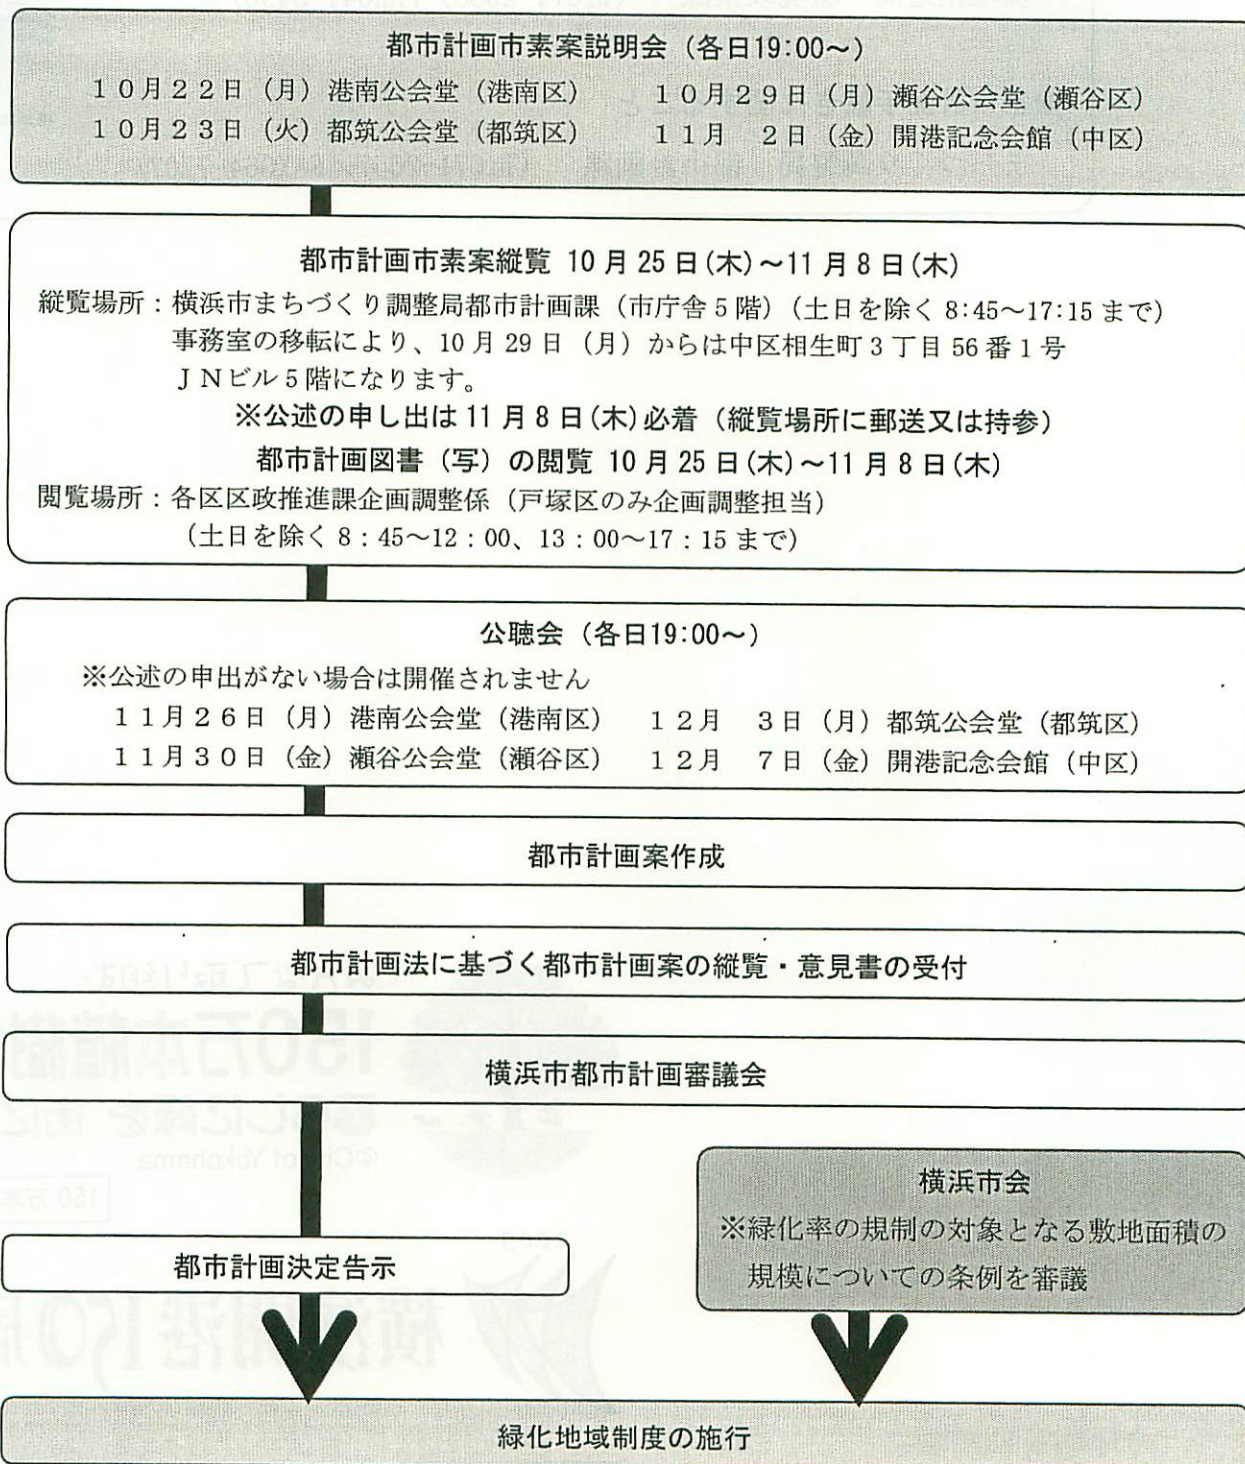 都市計画市素案説明会（各日19:00～）
１０月２２日（月）港南公会堂（港南区）　１０月２９日（月）瀬谷公会堂（瀬谷区）
１０月２３日（火）都筑公会堂（都筑区）　１１月　２日（金）開港記念会館（中区）
都市計画市素案縦覧 10月25日(木)～11月8日(木)
縦覧場所：横浜市まちづくり調整局都市計画課（市庁舎5階）（土日を除く8:45～17:15まで）
事務室の移転により、10月29日（月）からは中区相生町3丁目56番1号
ＪＮビル5階になります。
※公述の申し出は11月8日(木)必着（縦覧場所に郵送又は持参）
都市計画図書（写）の閲覧 10月25日(木)～11月8日(木)
閲覧場所：各区区政推進課企画調整係（戸塚区のみ企画調整担当）
（土日を除く8：45～12：00、13：00～17：15まで）
公聴会（各日19:00～）
※公述の申出がない場合は開催されません
１１月２６日（月）港南公会堂（港南区）　１２月　３日（月）都筑公会堂（都筑区）
１１月３０日（金）瀬谷公会堂（瀬谷区）　１２月　７日（金）開港記念会館（中区）
都市計画案作成
都市計画法に基づく都市計画案の縦覧・意見書の受付
横浜市都市計画審議会
横浜市会
※緑化率の規制の対象となる敷地面積の
規模についての条例を審議
都市計画決定告示
緑化地域制度の施行